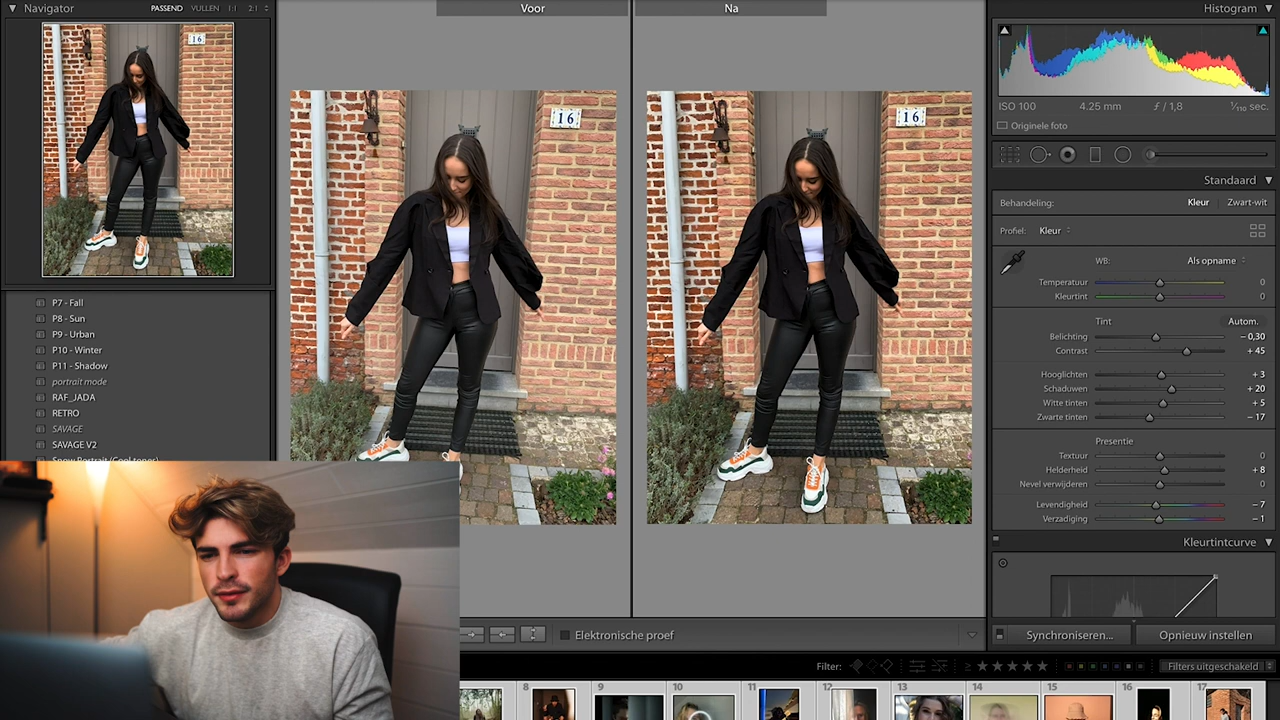 Navigator
PASSEND VULLEN 1:1 2:1
16
P7 - Fall
P8 - Sun
P9 - Urban
P10 - Winter
P11 - Shadow
portrait mode
RAF_JADA
RETRO
SAVAGE
SAVAGE V2
Snow Portrait (Cool tones)
Voor
Na
16
16
Elektronische proef
Histogram
ISO 100 4.25 mm ƒ / 1,8 1/110 sec.
Originele foto
Standaard
Behandeling: Kleur Zwart-wit
Profiel: Kleur
WB: Als opname
Temperatuur 0
Kleurtint 0
Tint Autom.
Belichting – 0,30
Contrast + 45
Hooglichten + 3
Schaduwen + 20
Witte tinten + 5
Zwarte tinten – 17
Presentie
Textuur 0
Helderheid + 8
Nevel verwijderen 0
Levendigheid – 7
Verzadiging – 1
Kleurtintcurve
Synchroniseren... Opnieuw instellen
Filter: ≥ ★★★★★
8 9 10 11 12 13 14 15 16 17